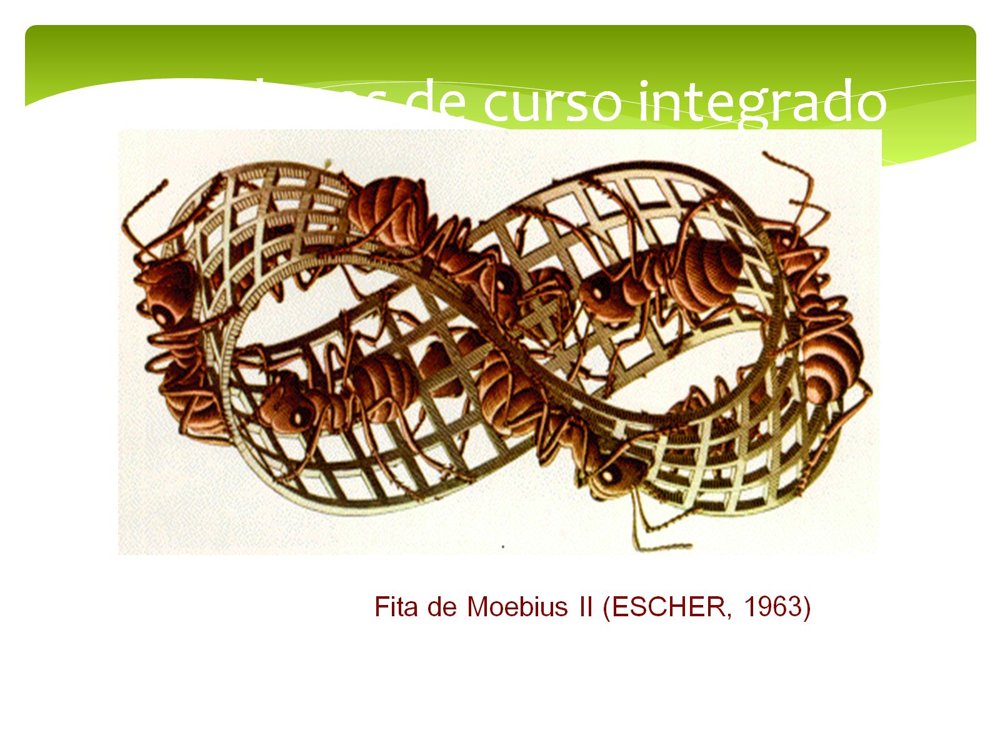 de curso integrado
Fita de Moebius II (ESCHER, 1963)